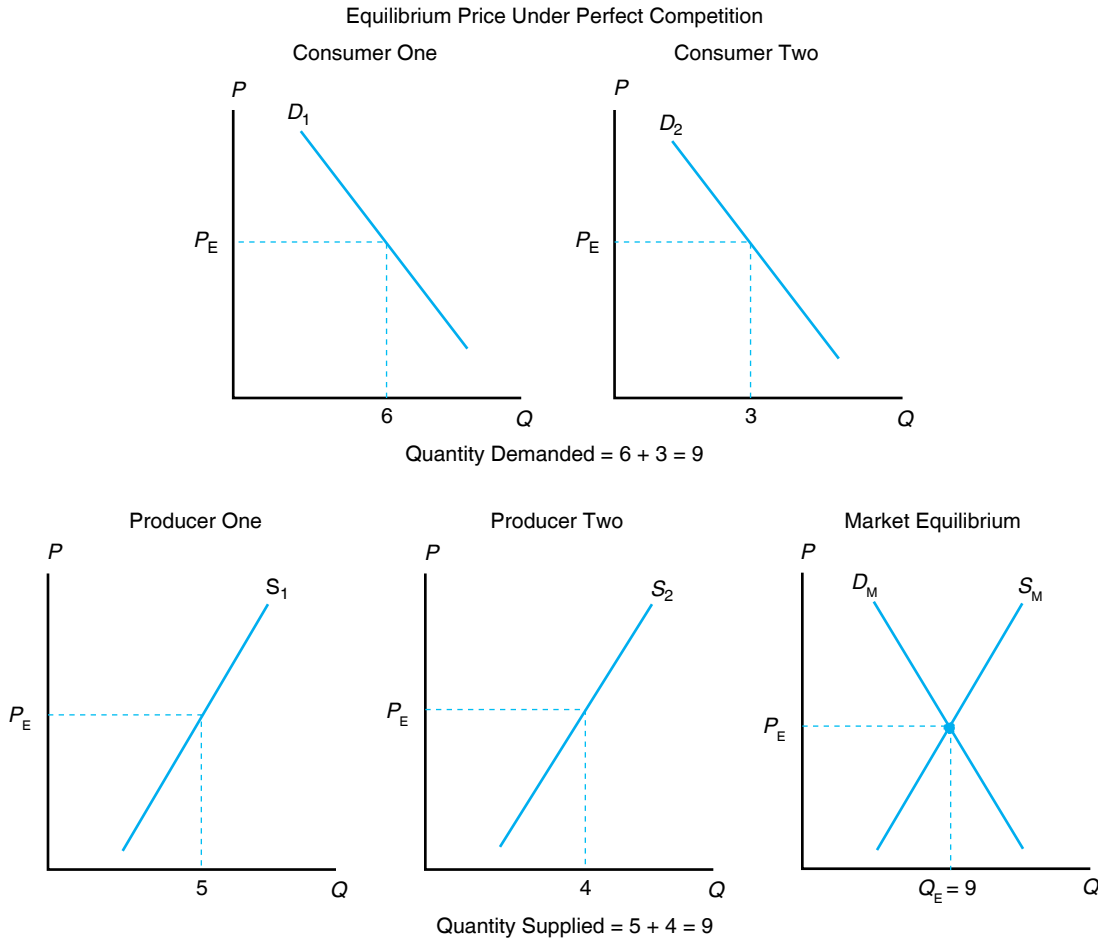 Equilibrium Price Under Perfect Competition
Consumer One
Consumer Two
P
D1
PE
6
Q
P
D2
PE
3
Q
Quantity Demanded = 6 + 3 = 9
Producer One
Producer Two
Market Equilibrium
P
S1
PE
5
Q
P
S2
PE
4
Q
P
DM
SM
PE
QE = 9
Q
Quantity Supplied = 5 + 4 = 9